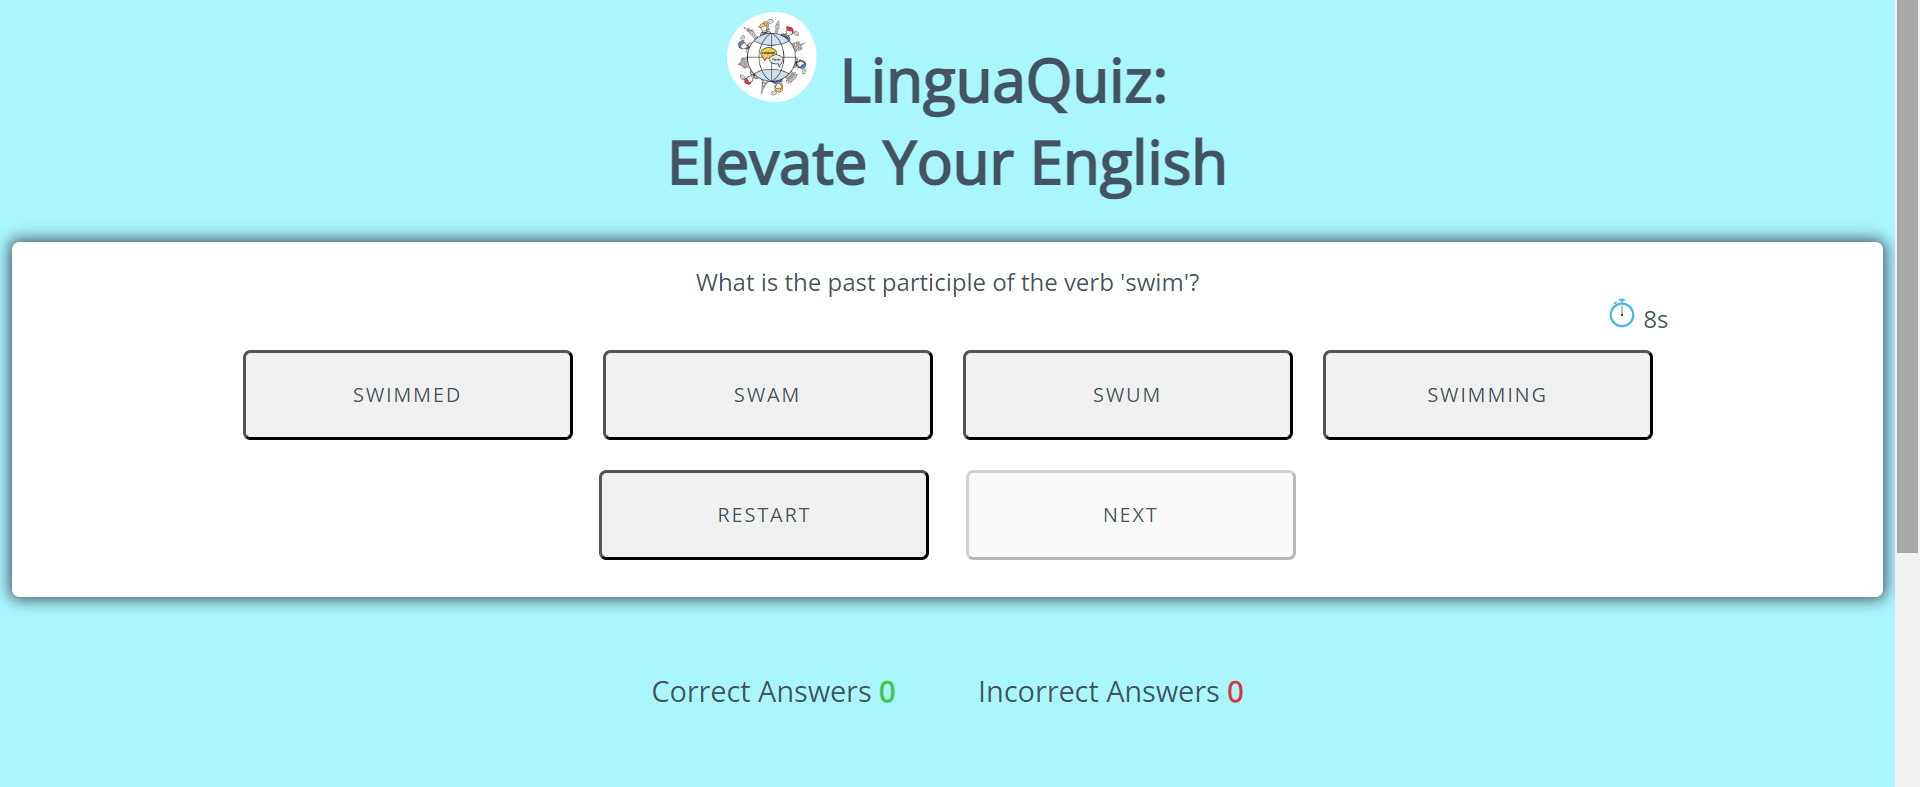 LinguaQuiz:
Elevate Your English
What is the past participle of the verb 'swim'?
8s
SWIMMED
SWAM
SWUM
SWIMMING
RESTART
NEXT
Correct Answers 0
Incorrect Answers 0